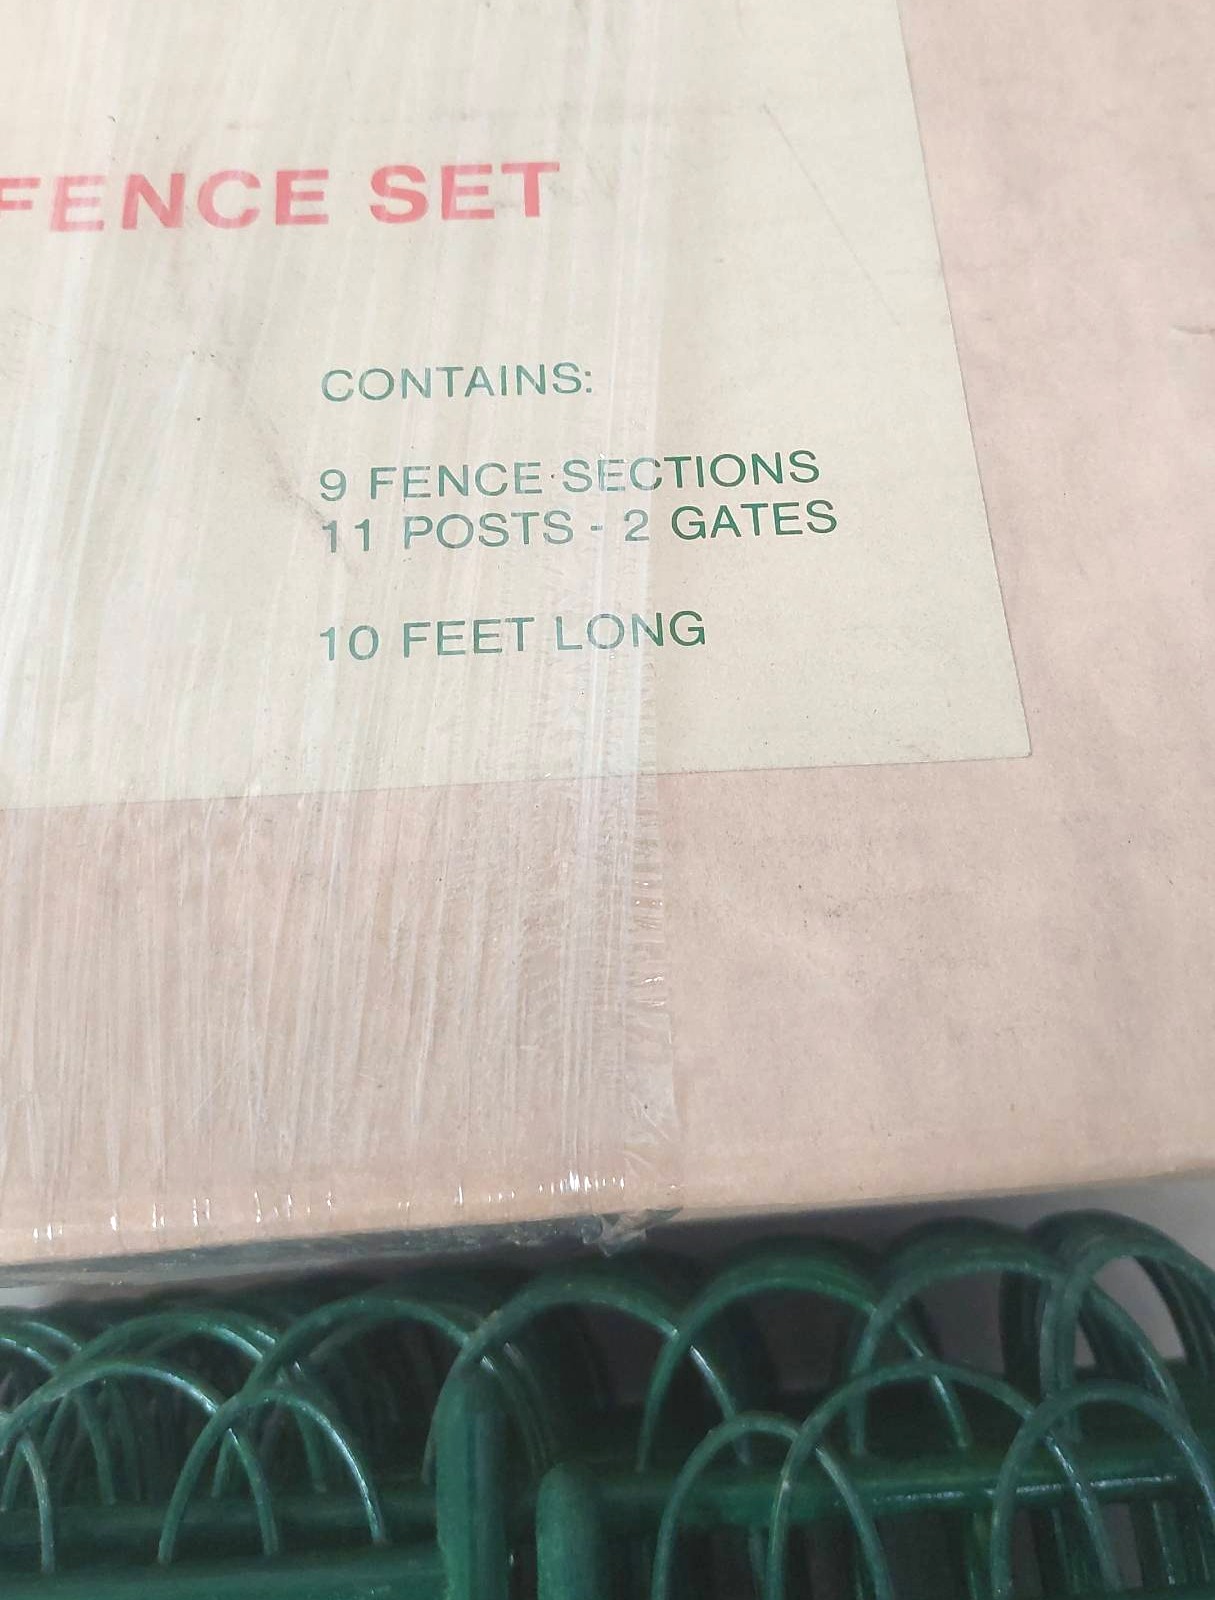 FENCE SET
CONTAINS:
9 FENCE SECTIONS
11 POSTS - 2 GATES
10 FEET LONG